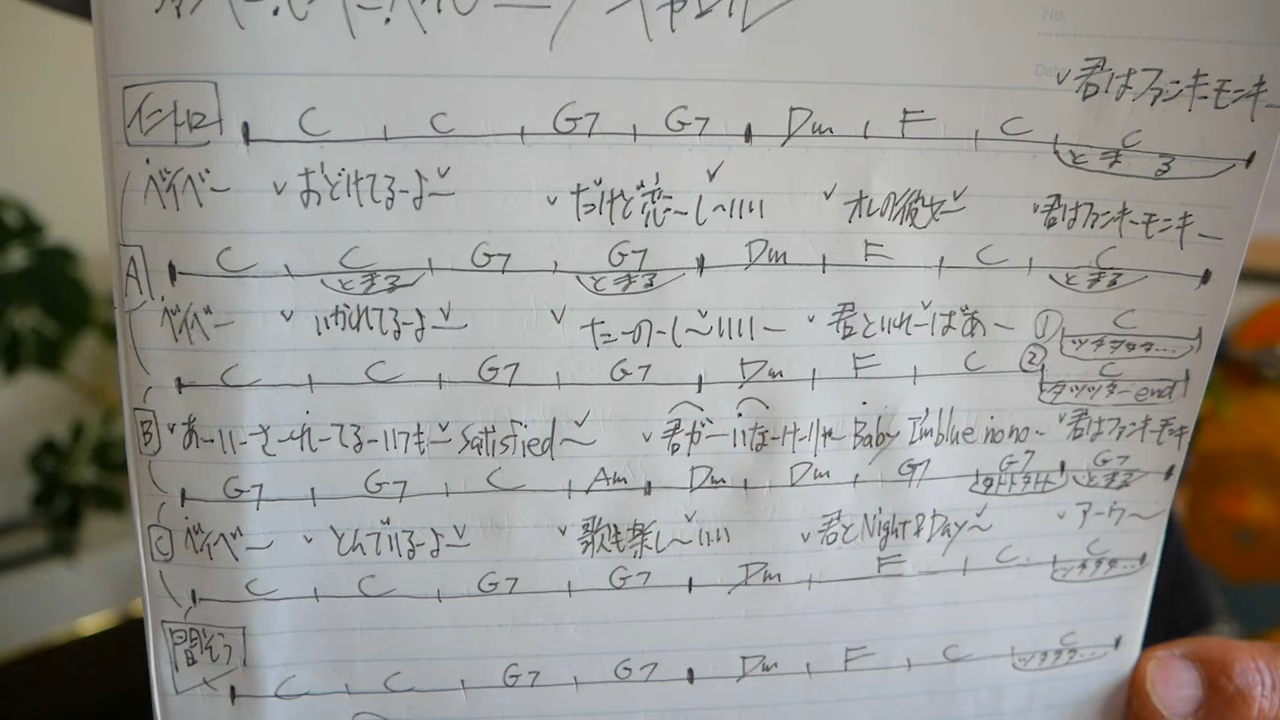 No.
Date
君はファンキーモンキー
イントロ C C G7 G7 Dm F C C
とまる
ベイベー おどけてるーよ〜 だけど恋ーし〜いいい オレの彼女〜 君はファンキーモンキー
A C C G7 G7 Dm F C C
とまる とまる とまる
ベイベー いかれてるーよ〜 たーのーし〜いいいー 君といれーばあー ① C
ツチタタタ…
C C G7 G7 Dm F C ② C
タッツッターend
B あーいーさーれーてるーいつも〜 Satisfied〜 君がーいなーけーりゃー Baby I'm blue no no‥ 君はファンキーモンキ
G7 G7 C Am Dm Dm G7 G7 G7
タトトタトト とまる
C ベイベー とんでいるーよ〜 歌も楽し〜いい 君とNight&Day〜 アーウ〜
C C G7 G7 Dm F C C
ツチタタ…
間そう C C G7 G7 Dm F C C
ツチタタ…